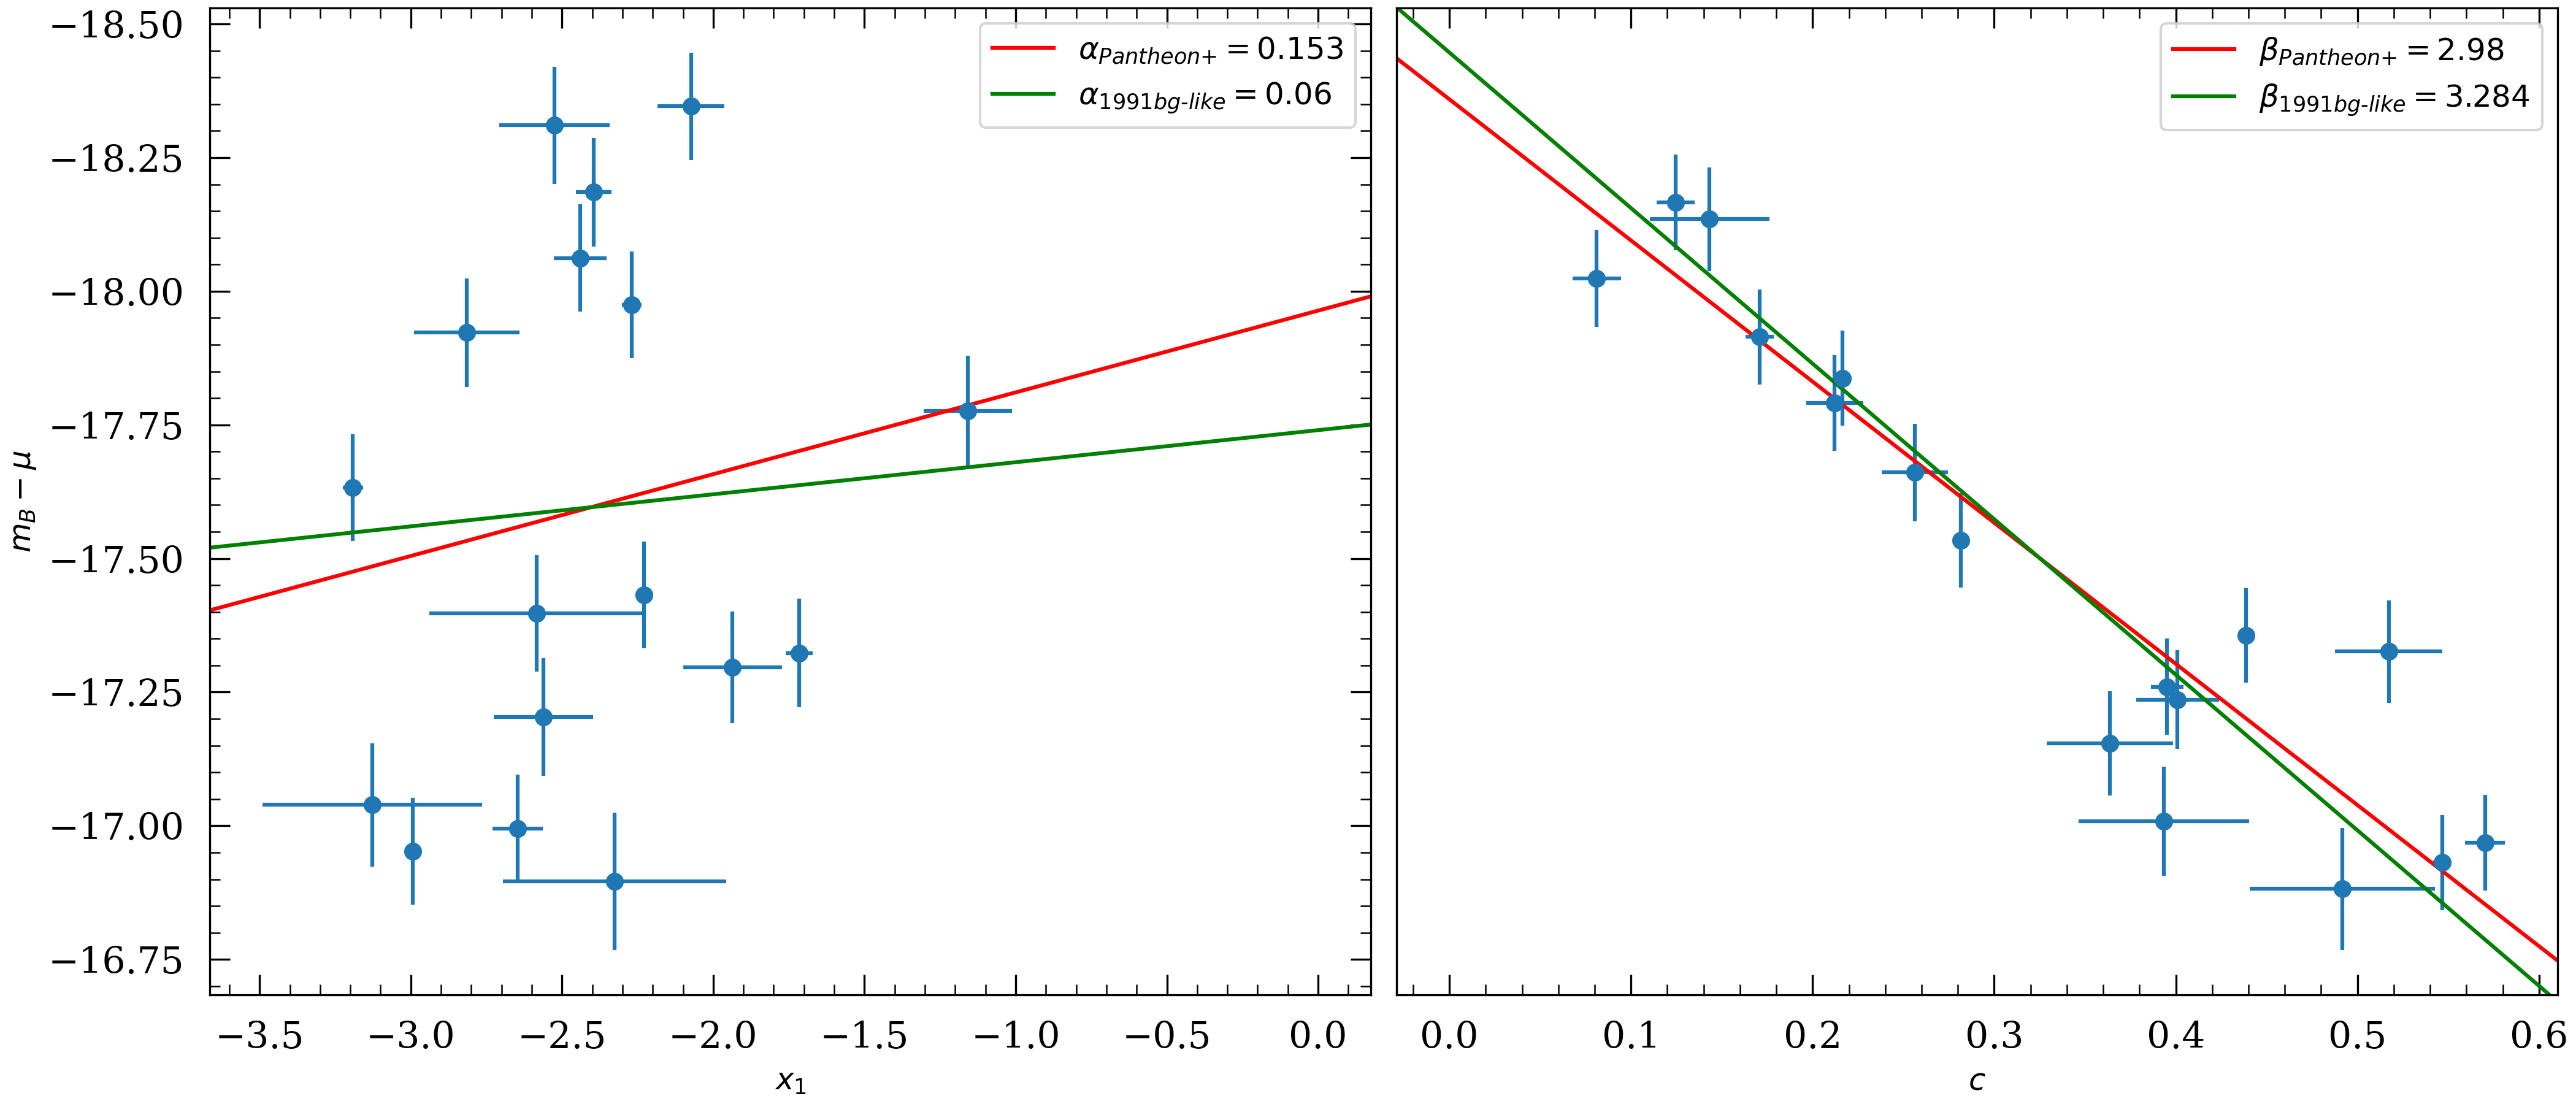 −18.50
−18.25
−18.00
−17.75
−17.50
−17.25
−17.00
−16.75
m_B − μ
α_Pantheon+ = 0.153
α_1991bg-like = 0.06
−3.5 −3.0 −2.5 −2.0 −1.5 −1.0 −0.5 0.0
x_1
β_Pantheon+ = 2.98
β_1991bg-like = 3.284
0.0 0.1 0.2 0.3 0.4 0.5 0.6
c